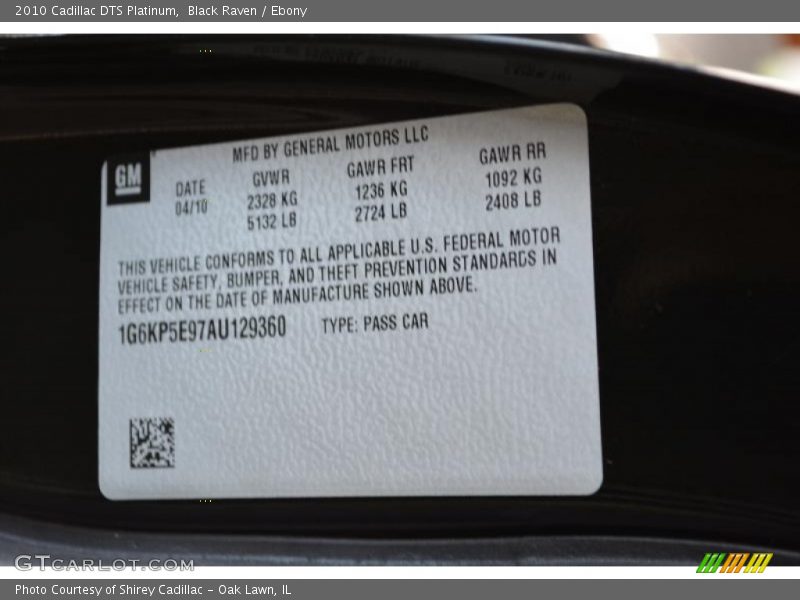 2010 Cadillac DTS Platinum, Black Raven / Ebony
GM
MFD BY GENERAL MOTORS LLC
DATE GVWR GAWR FRT GAWR RR
04/10 2328 KG 1236 KG 1092 KG
5132 LB 2724 LB 2408 LB
THIS VEHICLE CONFORMS TO ALL APPLICABLE U.S. FEDERAL MOTOR
VEHICLE SAFETY, BUMPER, AND THEFT PREVENTION STANDARDS IN
EFFECT ON THE DATE OF MANUFACTURE SHOWN ABOVE.
1G6KP5E97AU129360 TYPE: PASS CAR
GTCARLOT.COM
Photo Courtesy of Shirey Cadillac - Oak Lawn, IL